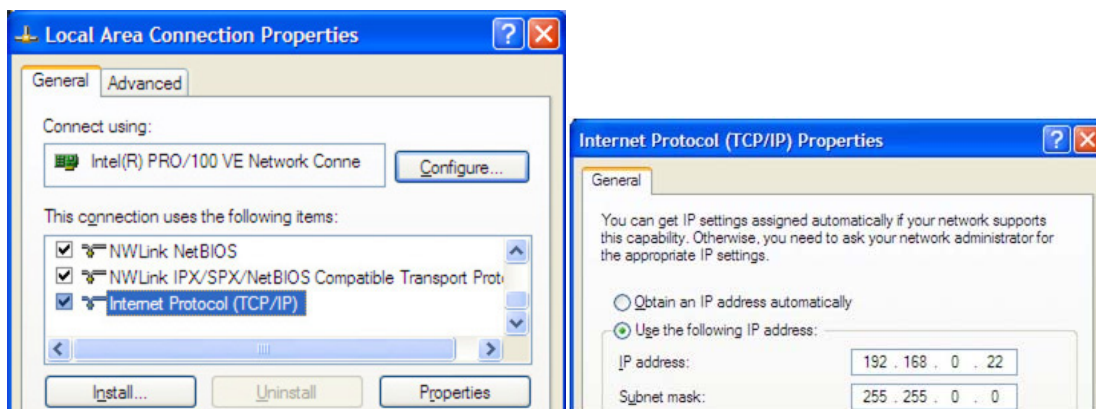 Local Area Connection Properties
General Advanced
Connect using:
Intel(R) PRO/100 VE Network Conne
Configure...
This connection uses the following items:
NWLink NetBIOS
NWLink IPX/SPX/NetBIOS Compatible Transport Proto
Internet Protocol (TCP/IP)
Install... Uninstall Properties
Internet Protocol (TCP/IP) Properties
General
You can get IP settings assigned automatically if your network supports
this capability. Otherwise, you need to ask your network administrator for
the appropriate IP settings.
Obtain an IP address automatically
Use the following IP address:
IP address: 192 . 168 . 0 . 22
Subnet mask: 255 . 255 . 0 . 0